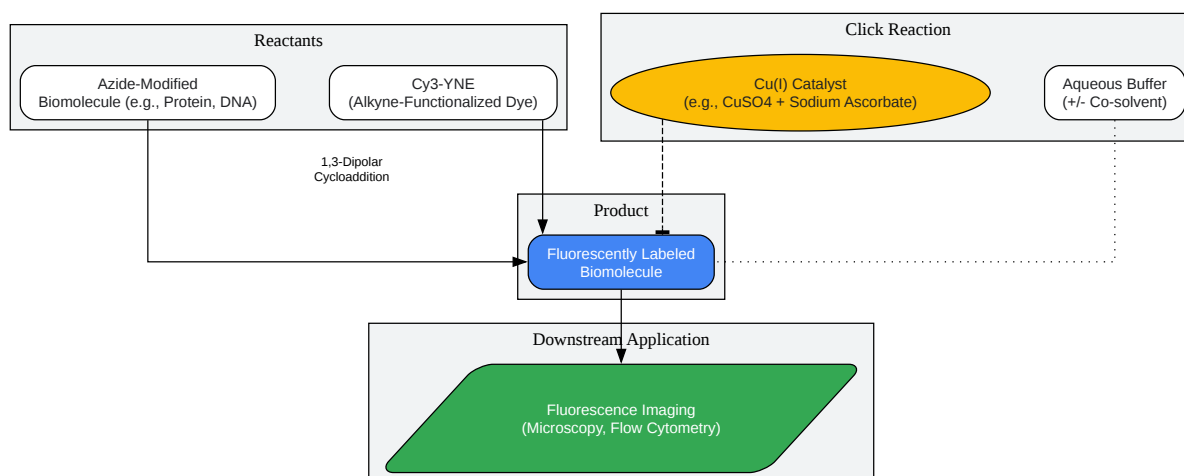 Reactants
Azide-Modified
Biomolecule (e.g., Protein, DNA)
Cy3-YNE
(Alkyne-Functionalized Dye)
Click Reaction
Cu(I) Catalyst
(e.g., CuSO4 + Sodium Ascorbate)
Aqueous Buffer
(+/- Co-solvent)
1,3-Dipolar
Cycloaddition
Product
Fluorescently Labeled
Biomolecule
Downstream Application
Fluorescence Imaging
(Microscopy, Flow Cytometry)